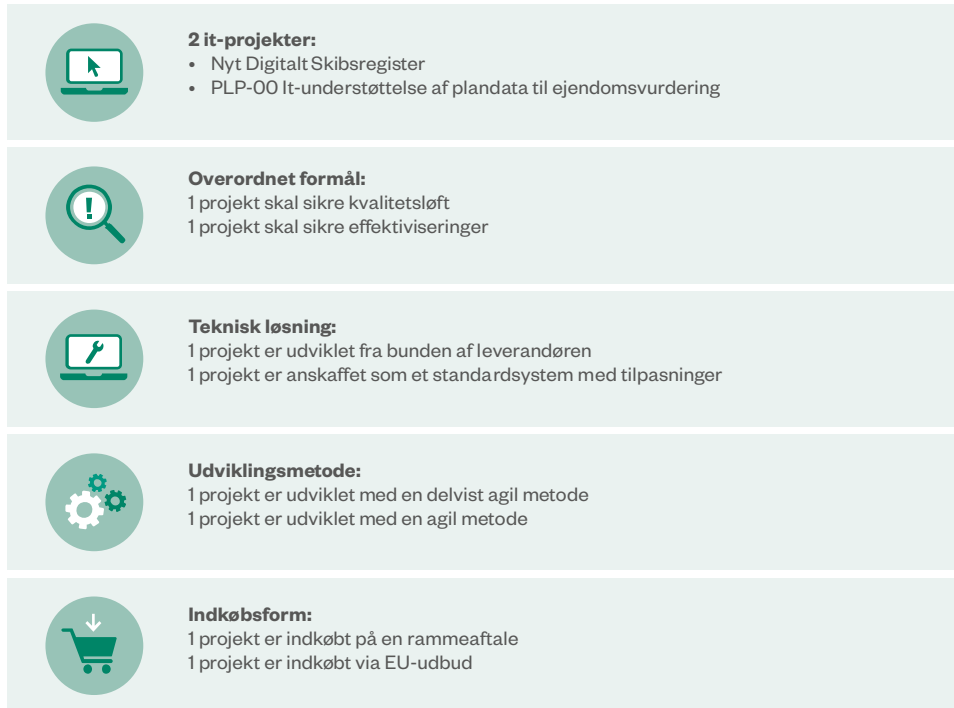 2 it-projekter:
• Nyt Digitalt Skibsregister
• PLP-00 It-understøttelse af plandata til ejendomsvurdering
Overordnet formål:
1 projekt skal sikre kvalitetsløft
1 projekt skal sikre effektiviseringer
Teknisk løsning:
1 projekt er udviklet fra bunden af leverandøren
1 projekt er anskaffet som et standardsystem med tilpasninger
Udviklingsmetode:
1 projekt er udviklet med en delvist agil metode
1 projekt er udviklet med en agil metode
Indkøbsform:
1 projekt er indkøbt på en rammeaftale
1 projekt er indkøbt via EU-udbud